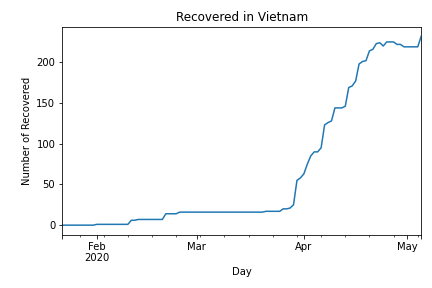 Recovered in Vietnam
Number of Recovered
200
150
100
50
0
Feb
2020
Mar
Apr
May
Day